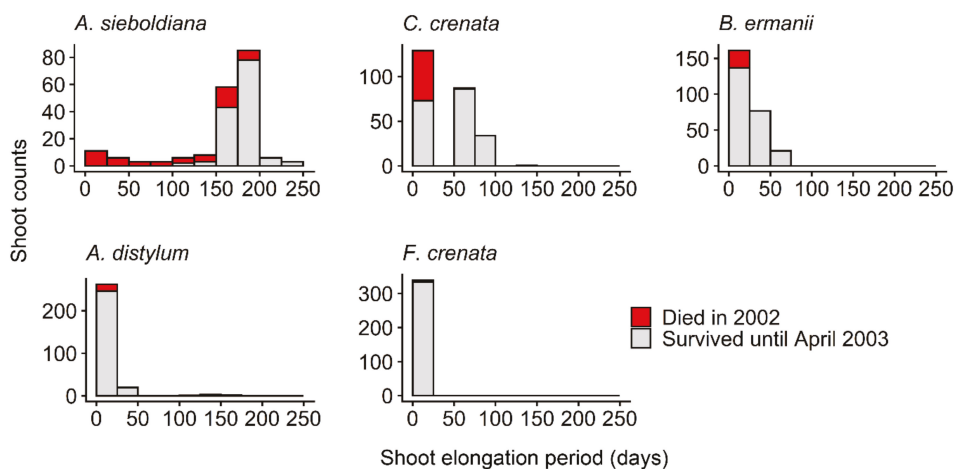 A. sieboldiana
C. crenata
B. ermanii
80
60
40
20
0
100
50
0
150
100
50
0
0 50 100 150 200 250
0 50 100 150 200 250
0 50 100 150 200 250
Shoot counts
A. distylum
F. crenata
200
100
0
300
200
100
0
0 50 100 150 200 250
0 50 100 150 200 250
Died in 2002
Survived until April 2003
Shoot elongation period (days)